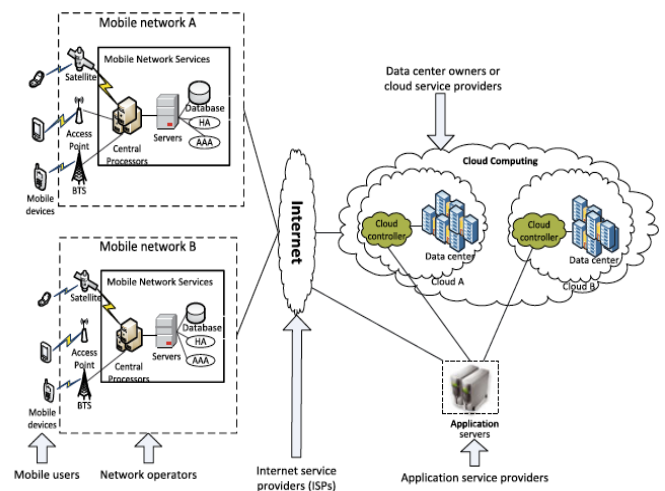 Mobile network A
Mobile Network Services
Satellite
Database
HA
AAA
Access
Point
Central
Processors
Servers
BTS
Mobile
devices
Mobile network B
Mobile Network Services
Satellite
Database
HA
AAA
Access
Point
Central
Processors
Servers
BTS
Mobile
devices
Mobile users
Network operators
Internet
Internet service
providers (ISPs)
Data center owners or
cloud service providers
Cloud Computing
Cloud
controller
Data center
Cloud A
Cloud
controller
Data center
Cloud B
Application
servers
Application service providers